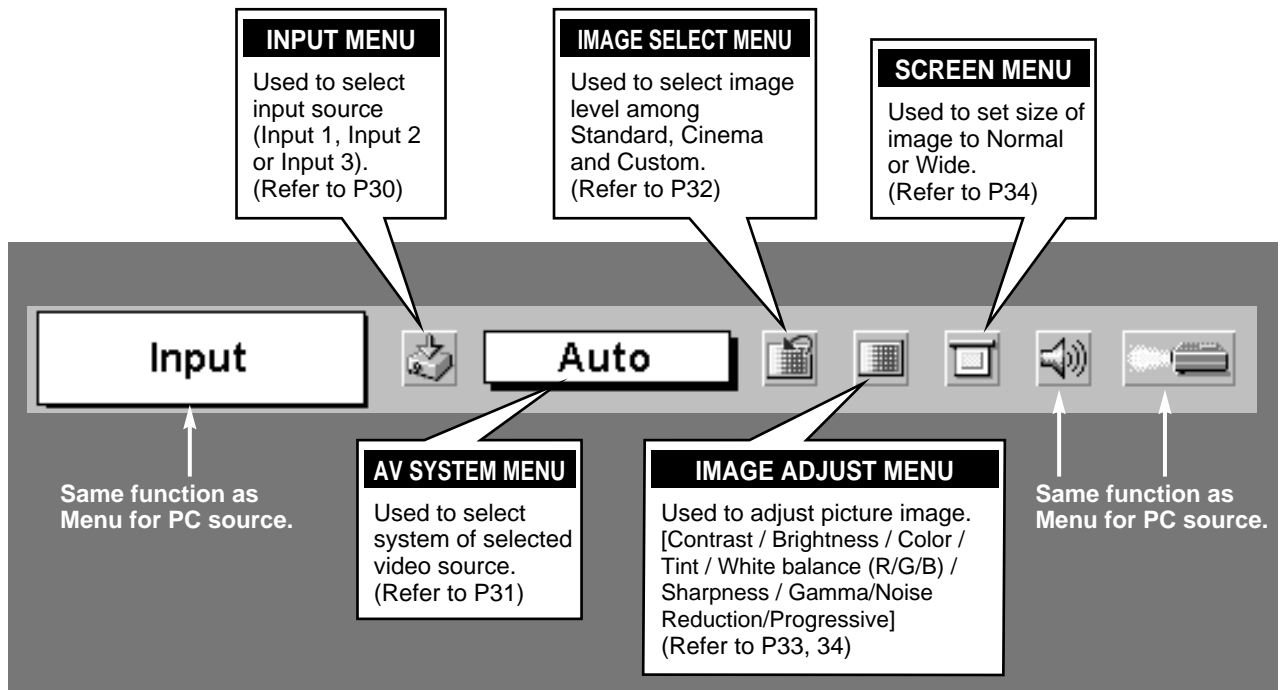 INPUT MENU
Used to select
input source
(Input 1, Input 2
or Input 3).
(Refer to P30)
IMAGE SELECT MENU
Used to select image
level among
Standard, Cinema
and Custom.
(Refer to P32)
SCREEN MENU
Used to set size of
image to Normal
or Wide.
(Refer to P34)
Input
Auto
Same function as
Menu for PC source.
AV SYSTEM MENU
Used to select
system of selected
video source.
(Refer to P31)
IMAGE ADJUST MENU
Used to adjust picture image.
[Contrast / Brightness / Color /
Tint / White balance (R/G/B) /
Sharpness / Gamma/Noise
Reduction/Progressive]
(Refer to P33, 34)
Same function as
Menu for PC source.